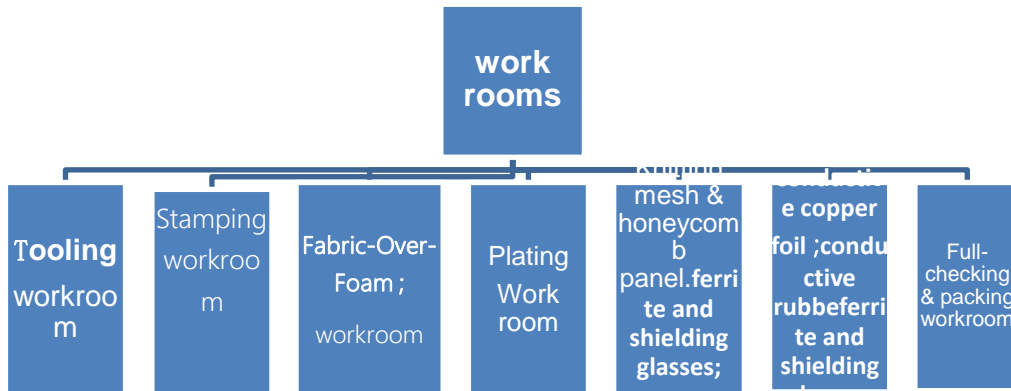 work
rooms
Tooling
workroo
m
Stamping
workroo
m
Fabric-Over-
Foam ;
workroom
Plating
Work
room
mesh &
honeycom
b
panel.ferri
te and
shielding
glasses;
e copper
foil ;condu
ctive
rubbeferri
te and
shielding
Full-
checking
& packing
workroom